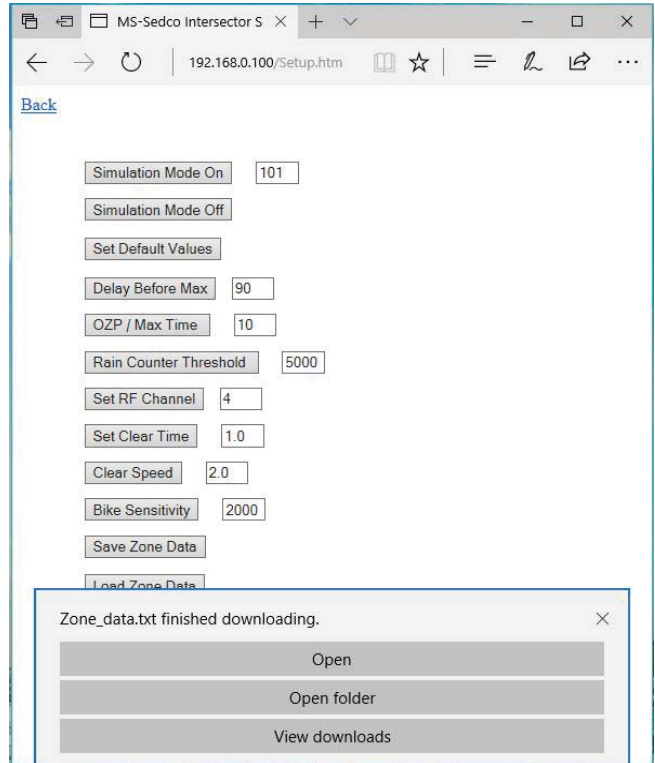 MS-Sedco Intersector S
192.168.0.100/Setup.htm
Back
Simulation Mode On 101
Simulation Mode Off
Set Default Values
Delay Before Max 90
OZP / Max Time 10
Rain Counter Threshold 5000
Set RF Channel 4
Set Clear Time 1.0
Clear Speed 2.0
Bike Sensitivity 2000
Save Zone Data
Load Zone Data
Zone_data.txt finished downloading.
Open
Open folder
View downloads